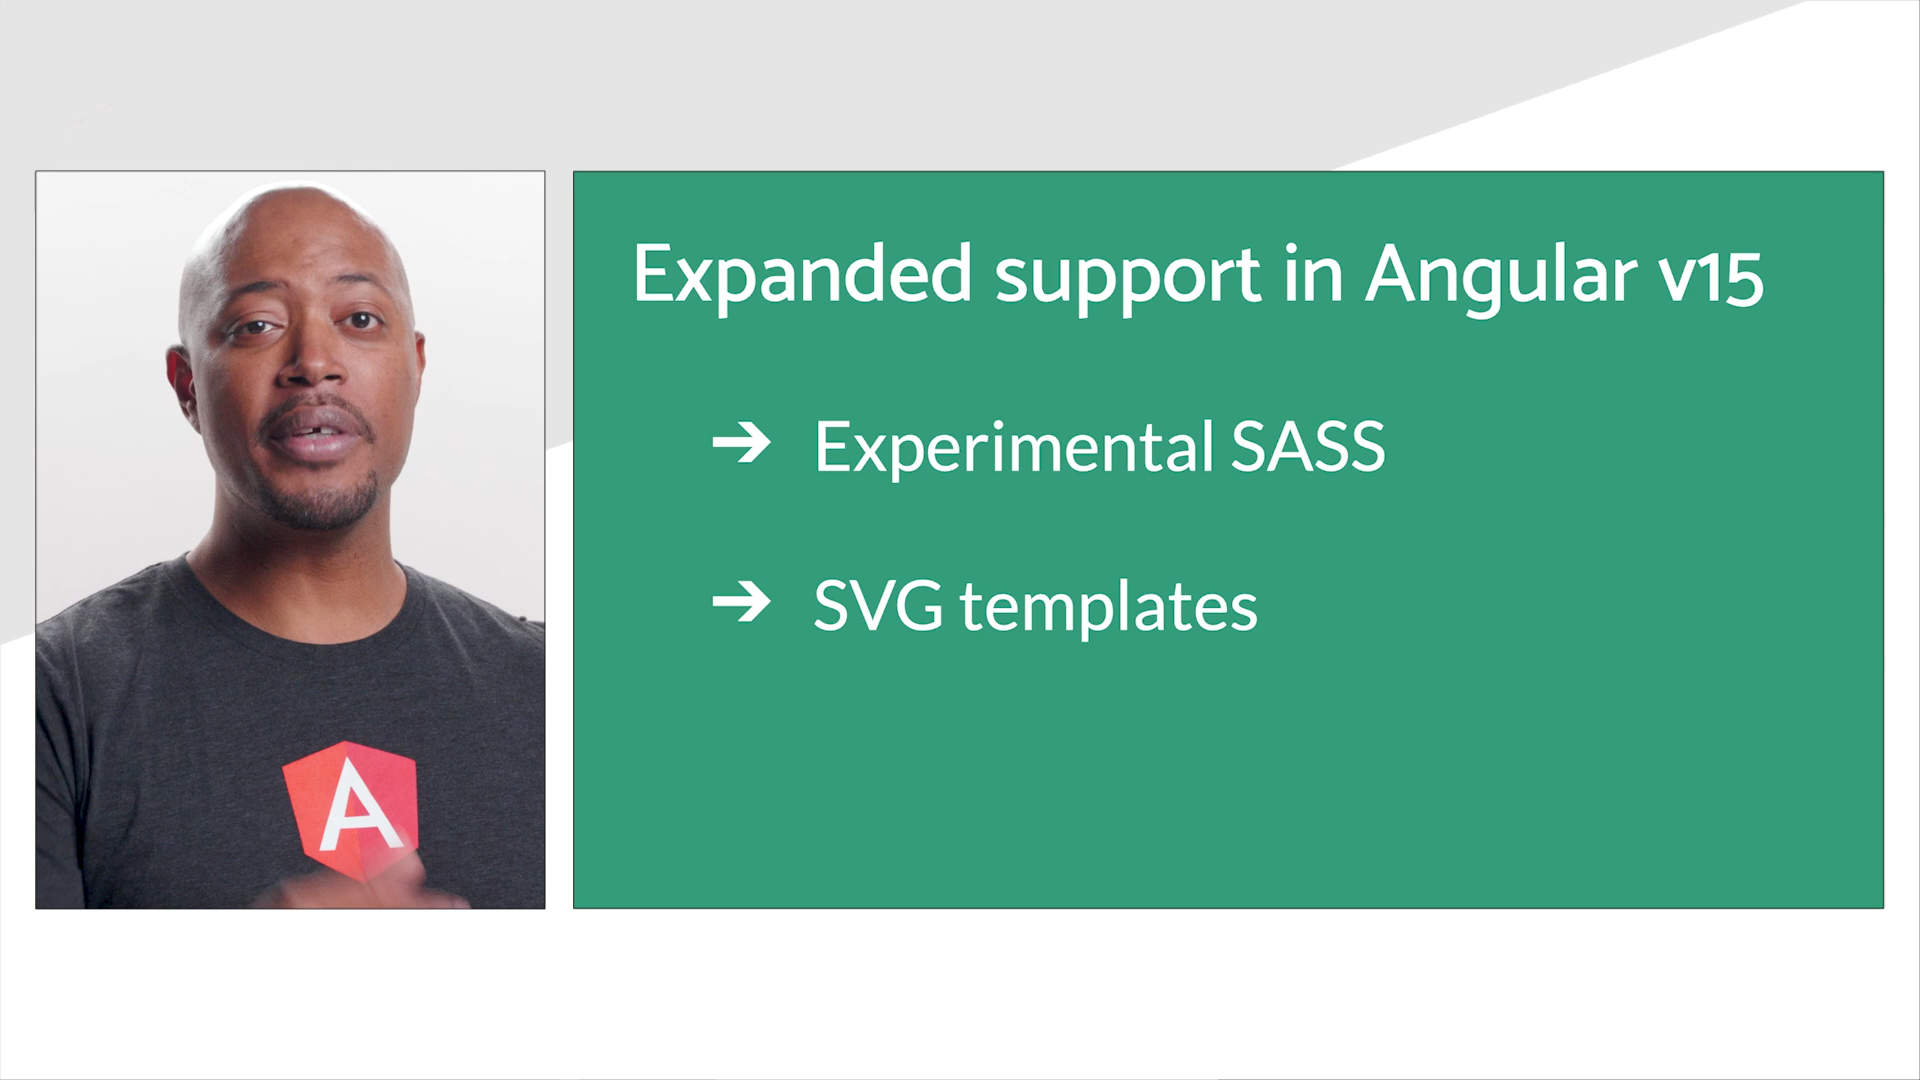 Expanded support in Angular v15
➔ Experimental SASS
➔ SVG templates
A